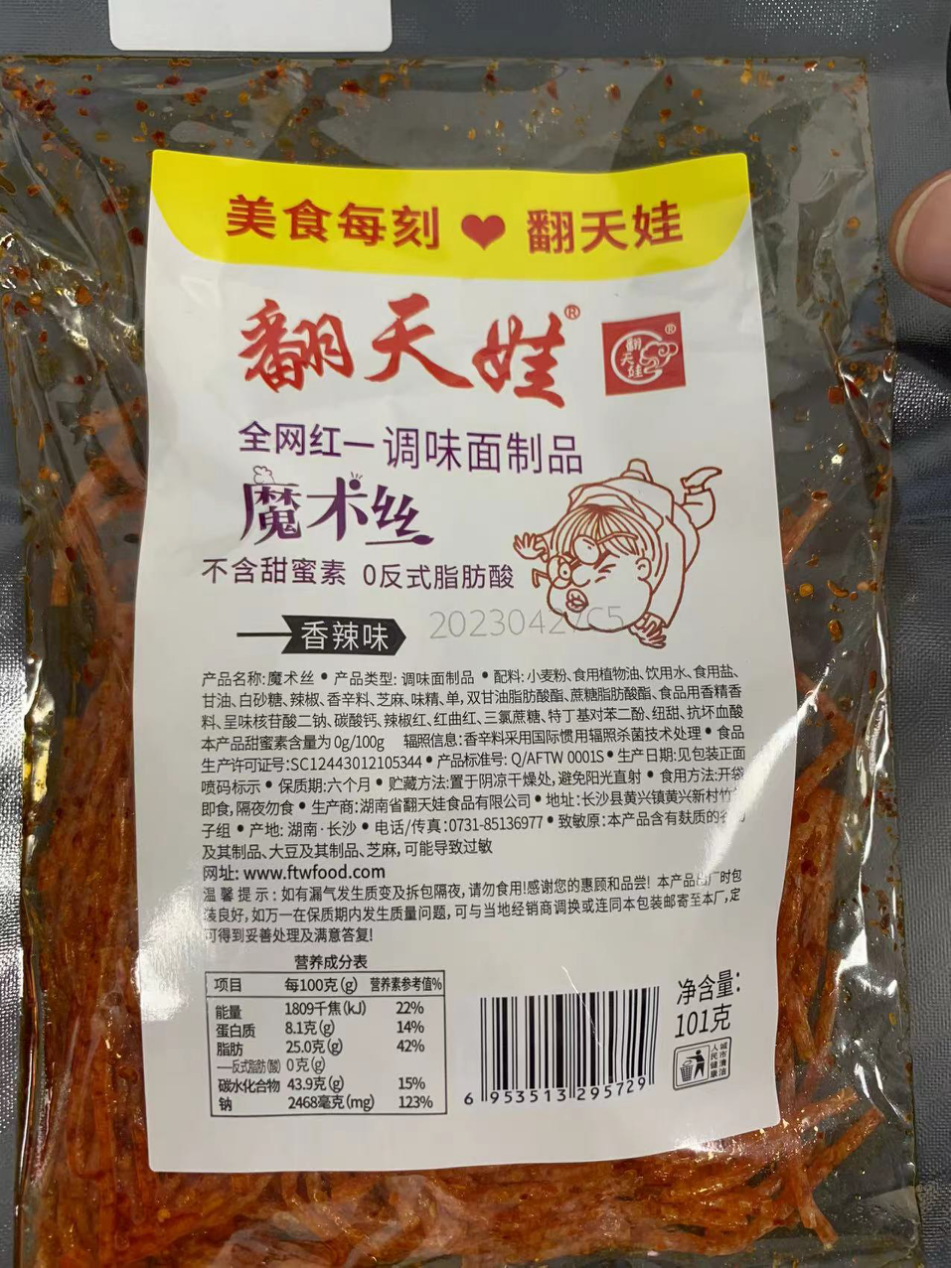 美食每刻 ❤ 翻天娃
翻天娃®
翻天娃®
全网红一调味面制品
魔术丝
不含甜蜜素 0反式脂肪酸
香辣味
20230427C5
产品名称:魔术丝 • 产品类型: 调味面制品 • 配料: 小麦粉、食用植物油、饮用水、食用盐、
甘油、白砂糖、辣椒、香辛料、芝麻、味精、单,双甘油脂肪酸酯、蔗糖脂肪酸酯、食品用香精香
料、呈味核苷酸二钠、碳酸钙、辣椒红、红曲红、三氯蔗糖、特丁基对苯二酚、纽甜、抗坏血酸
本产品甜蜜素含量为 0g/100g 辐照信息:香辛料采用国际惯用辐照杀菌技术处理 • 食品
生产许可证号:SC12443012105344 • 产品标准号: Q/AFTW 0001S • 生产日期:见包装正面
喷码标示 • 保质期:六个月 • 贮藏方法:置于阴凉干燥处,避免阳光直射 • 食用方法:开袋
即食,隔夜勿食 • 生产商:湖南省翻天娃食品有限公司 • 地址:长沙县黄兴镇黄兴新村竹
子组 • 产地: 湖南·长沙 • 电话/传真:0731-85136977 • 致敏原:本产品含有麸质的谷物
及其制品、大豆及其制品、芝麻,可能导致过敏
网址: www.ftwfood.com
温馨提示:如有漏气发生质变及拆包隔夜,请勿食用!感谢您的惠顾和品尝! 本产品出厂时包
装良好,如万一在保质期内发生质量问题,可与当地经销商调换或连同本包装邮寄至本厂,定
可得到妥善处理及满意答复!
营养成分表
项目 每100克(g) 营养素参考值%
能量 1809千焦(kJ) 22%
蛋白质 8.1克(g) 14%
脂肪 25.0克(g) 42%
—反式脂肪(酸) 0克(g)
碳水化合物 43.9克(g) 15%
钠 2468毫克(mg) 123%
6 953513 295729
净含量:
101克
城市清洁
人民健康